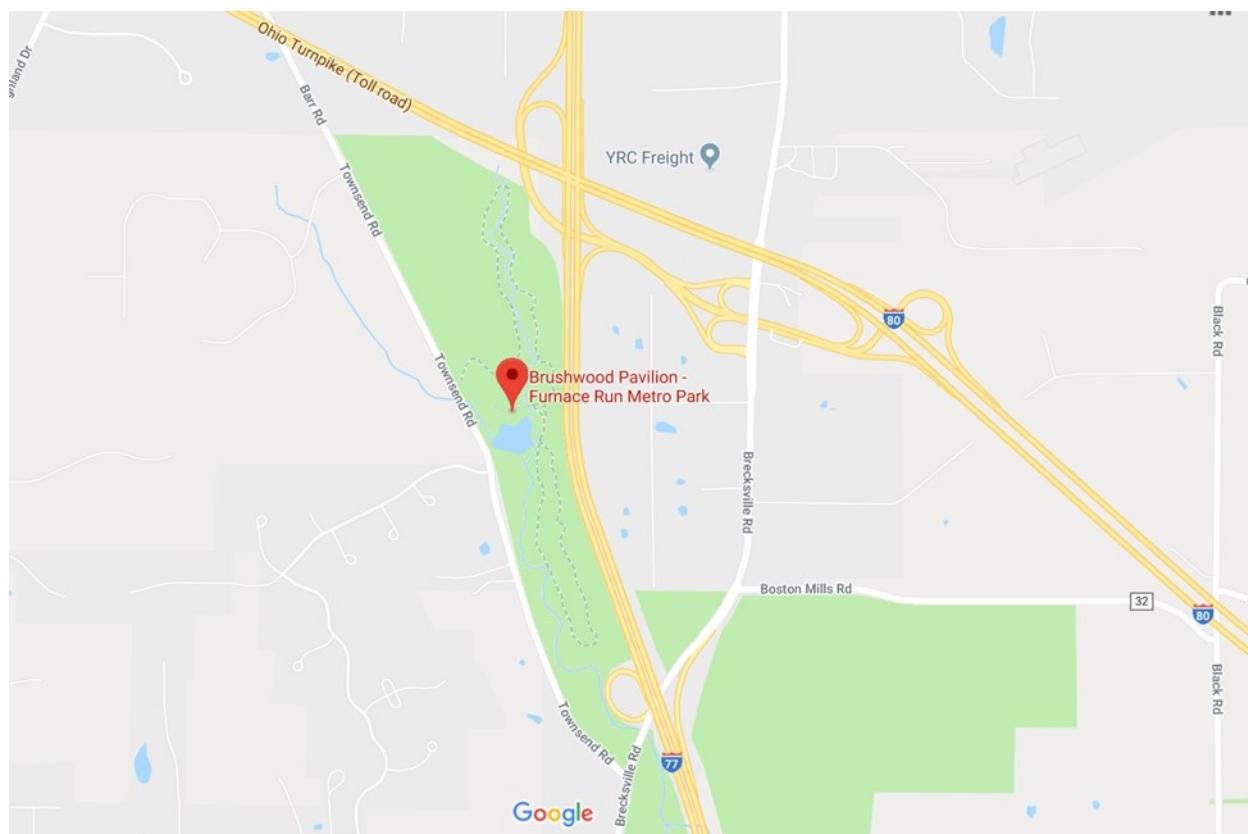 Ohio Turnpike (Toll road)
Barr Rd
YRC Freight
Townsend Rd
80
Black Rd
Townsend Rd
Brushwood Pavilion -
Furnace Run Metro Park
Brecksville Rd
Boston Mills Rd
32
80
Black Rd
Townsend Rd
Brecksville Rd
77
Google